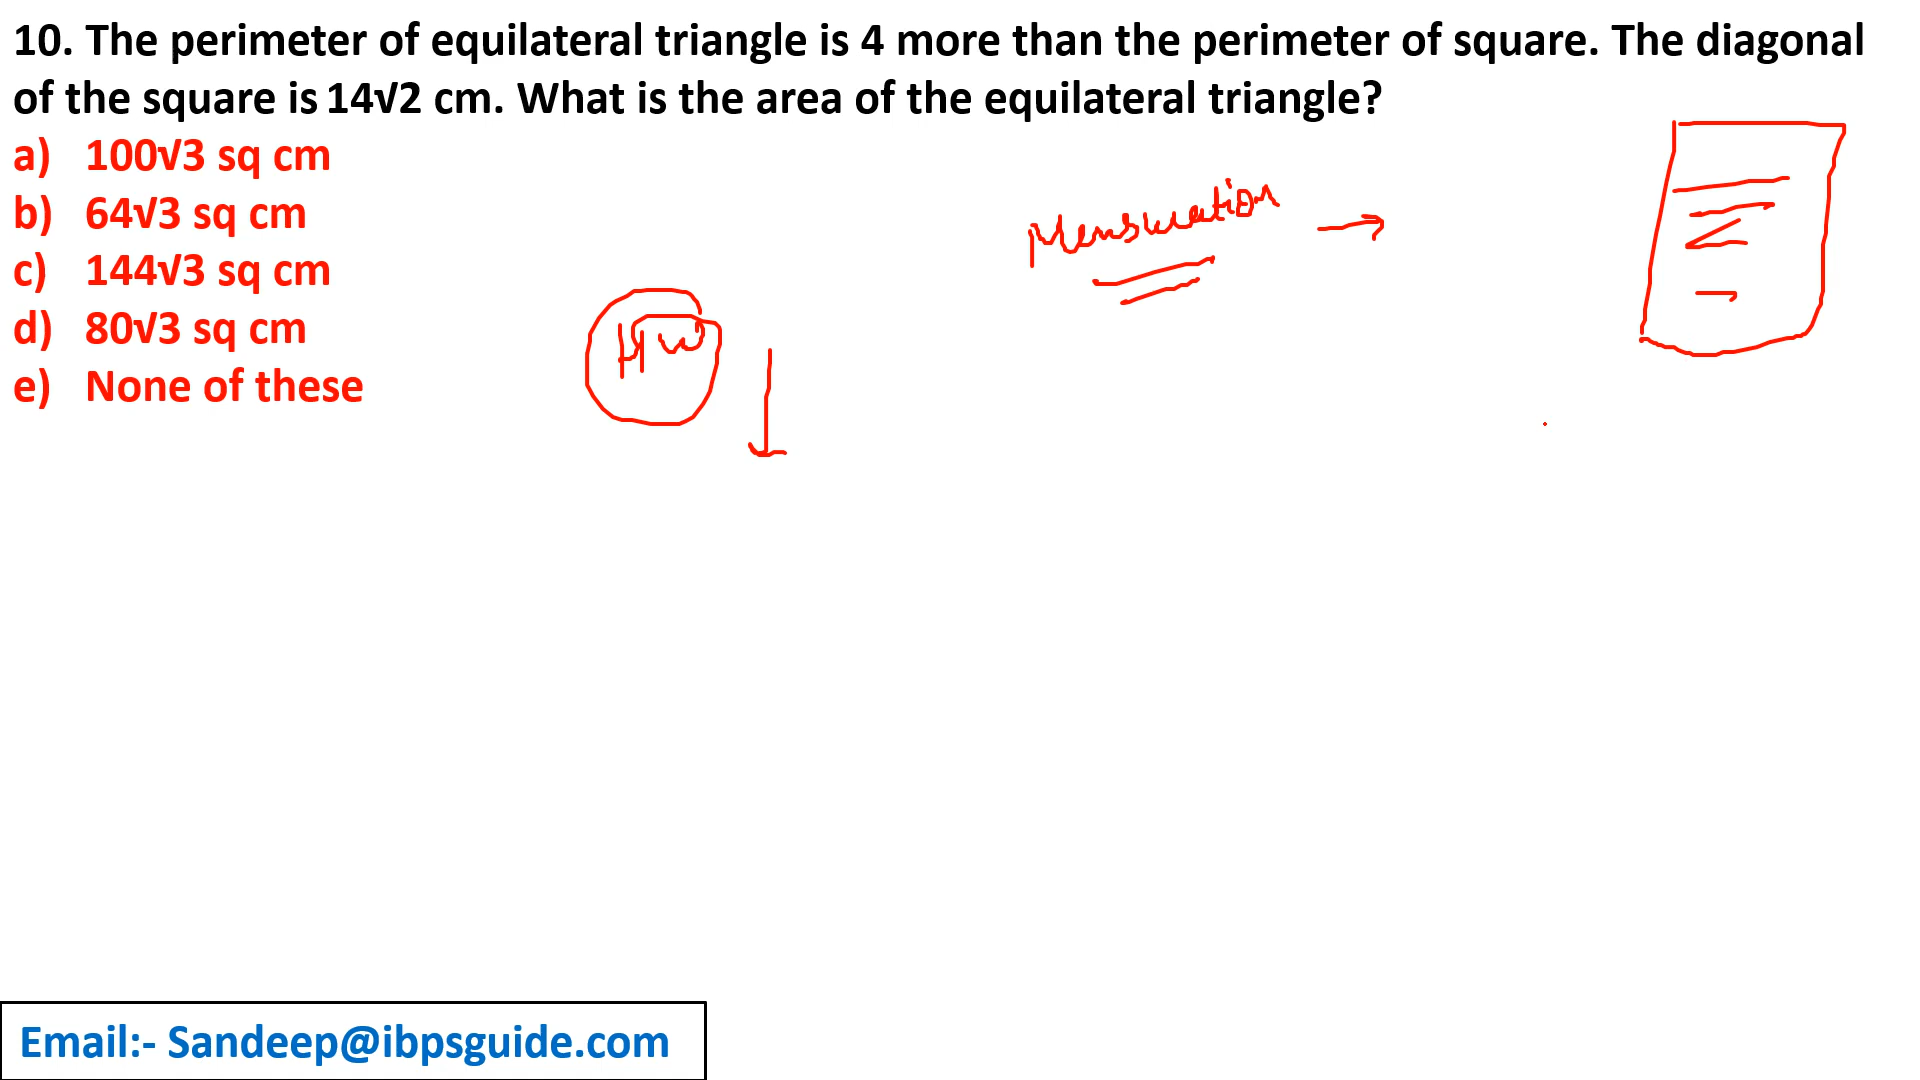 10. The perimeter of equilateral triangle is 4 more than the perimeter of square. The diagonal
of the square is 14√2 cm. What is the area of the equilateral triangle?
a) 100√3 sq cm
b) 64√3 sq cm
c) 144√3 sq cm
d) 80√3 sq cm
e) None of these
Mensuration
HW
Email:- Sandeep@ibpsguide.com